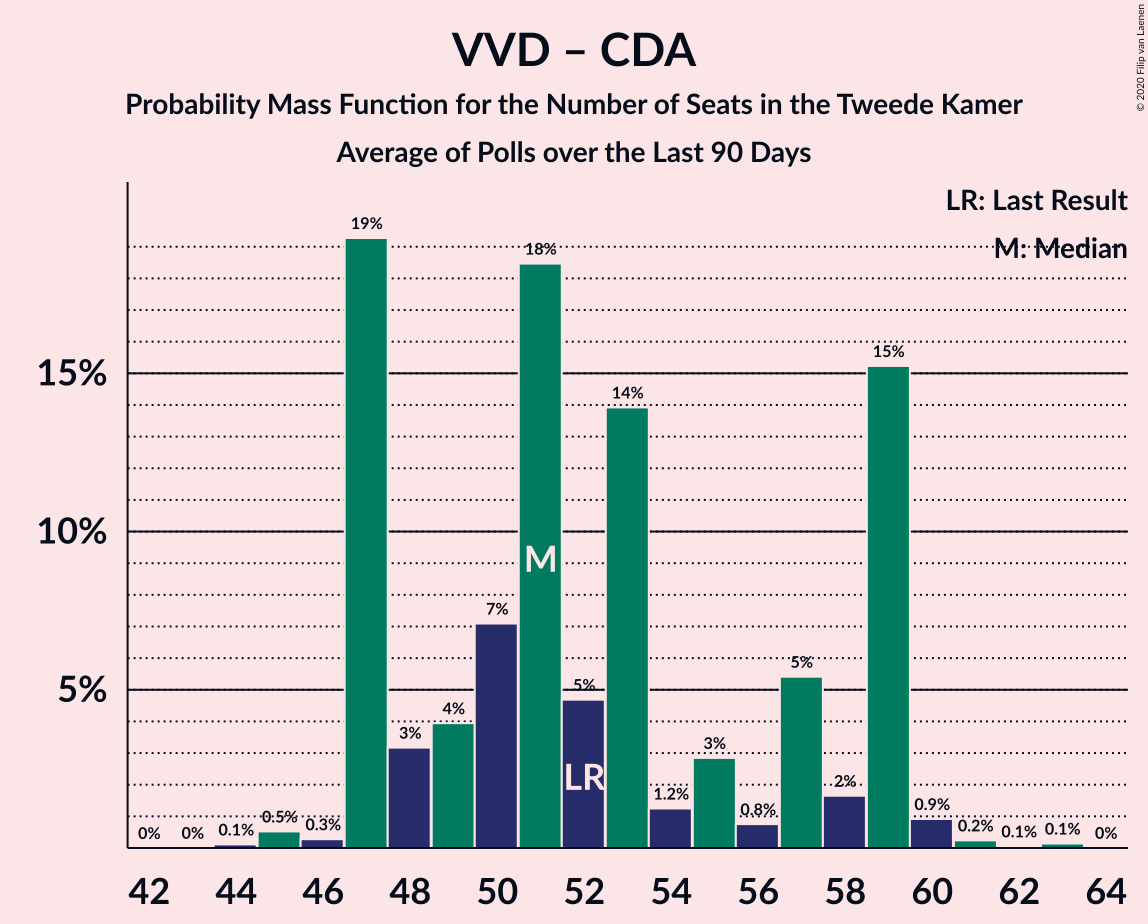 VVD – CDA
Probability Mass Function for the Number of Seats in the Tweede Kamer
Average of Polls over the Last 90 Days
© 2020 Filip van Laenen
LR: Last Result
M: Median
15%
10%
5%
0%
0%
0.1%
0.5%
0.3%
19%
3%
4%
7%
18%
5%
14%
1.2%
3%
0.8%
5%
2%
15%
0.9%
0.2%
0.1%
0.1%
0%
M
LR
42 44 46 48 50 52 54 56 58 60 62 64